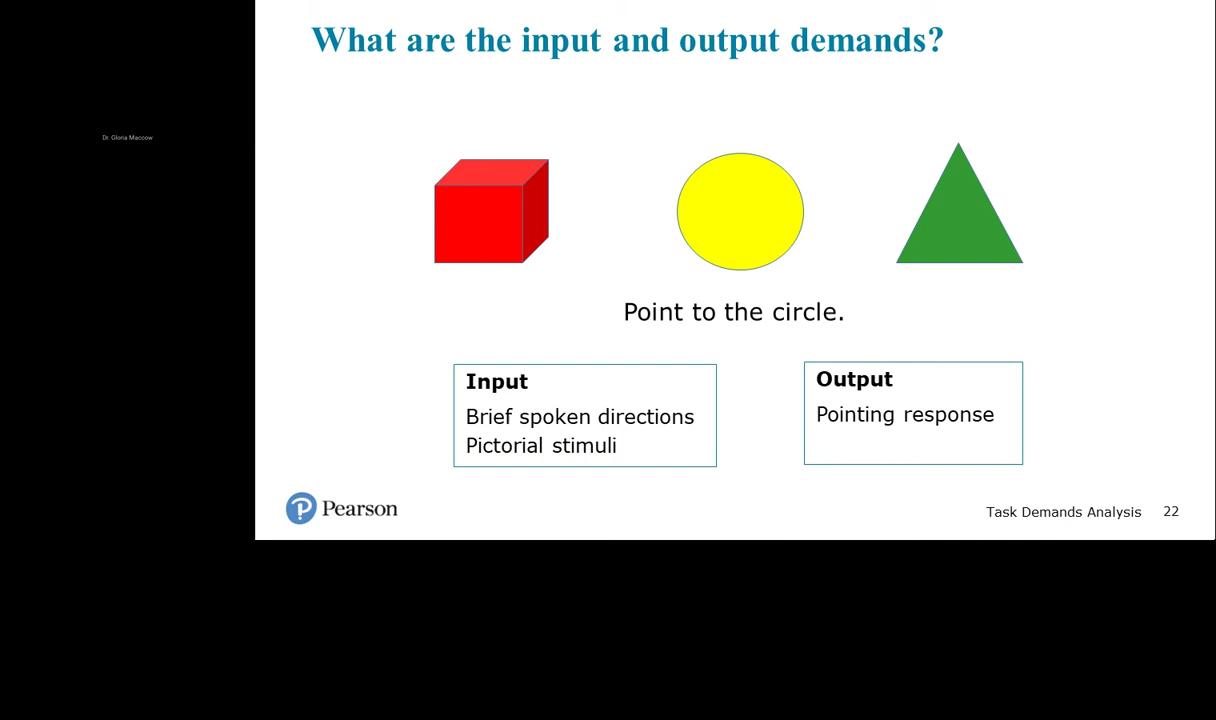 What are the input and output demands?
Dr. Gloria Maccow
Point to the circle.
Input
Brief spoken directions
Pictorial stimuli
Output
Pointing response
Pearson
Task Demands Analysis 22